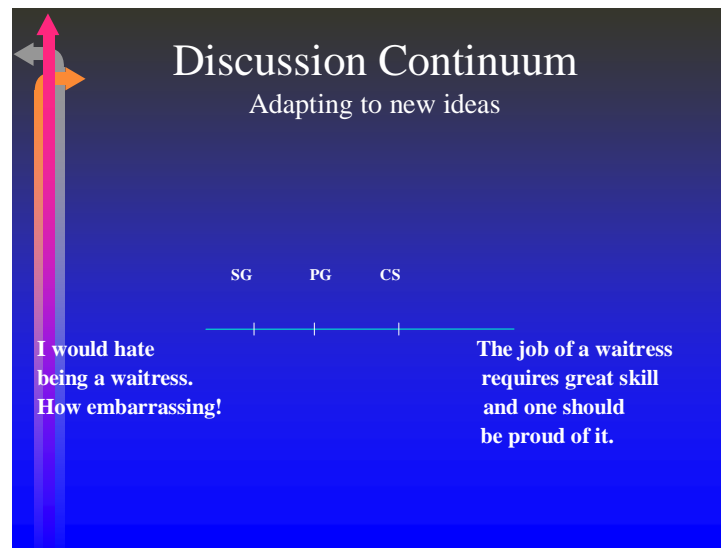 Discussion Continuum
Adapting to new ideas
SG PG CS
I would hate
being a waitress.
How embarrassing!
The job of a waitress
requires great skill
and one should
be proud of it.